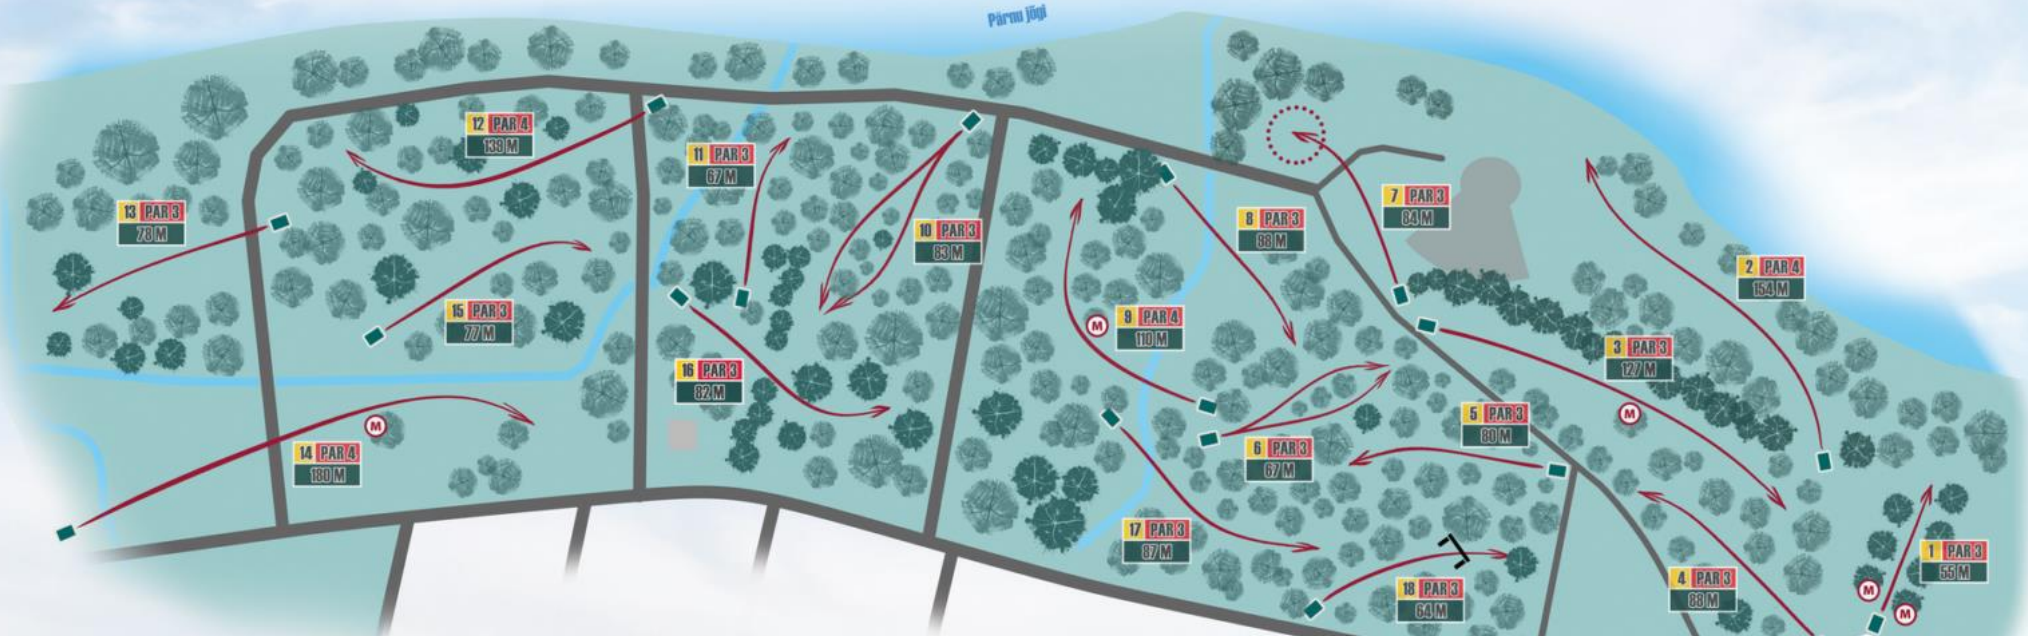 Pärnu jõgi
12 PAR 4
138 M
11 PAR 3
67 M
13 PAR 3
78 M
10 PAR 3
83 M
7 PAR 3
84 M
8 PAR 3
98 M
2 PAR 4
154 M
15 PAR 3
77 M
9 PAR 4
110 M
M
3 PAR 3
127 M
16 PAR 3
82 M
M
5 PAR 3
80 M
M
14 PAR 4
180 M
6 PAR 3
67 M
17 PAR 3
87 M
1 PAR 3
55 M
4 PAR 3
88 M
18 PAR 3
64 M
M
M